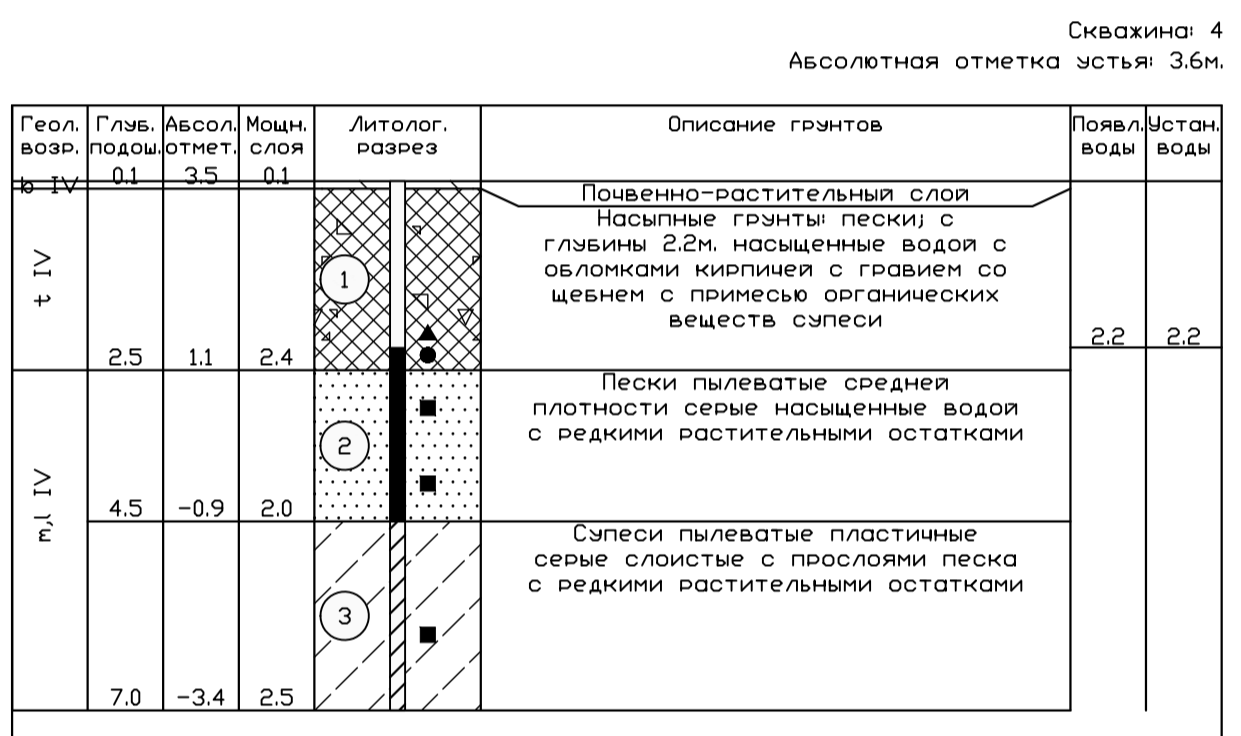 Скважина: 4
Абсолютная отметка устья: 3.6м.
Геол. возр.
Глуб. подош.
Абсол. отмет.
Мощн. слоя
Литолог. разрез
Описание грунтов
Появл. воды
Устан. воды
b IV
0.1
3.5
0.1
Почвенно-растительный слой
t IV
2.5
1.1
2.4
1
Насыпные грунты: пески; с
глубины 2.2м. насыщенные водой с
обломками кирпичей с гравием со
щебнем с примесью органических
веществ супеси
2.2
2.2
m,l IV
4.5
-0.9
2.0
2
Пески пылеватые средней
плотности серые насыщенные водой
с редкими растительными остатками
7.0
-3.4
2.5
3
Супеси пылеватые пластичные
серые слоистые с прослоями песка
с редкими растительными остатками